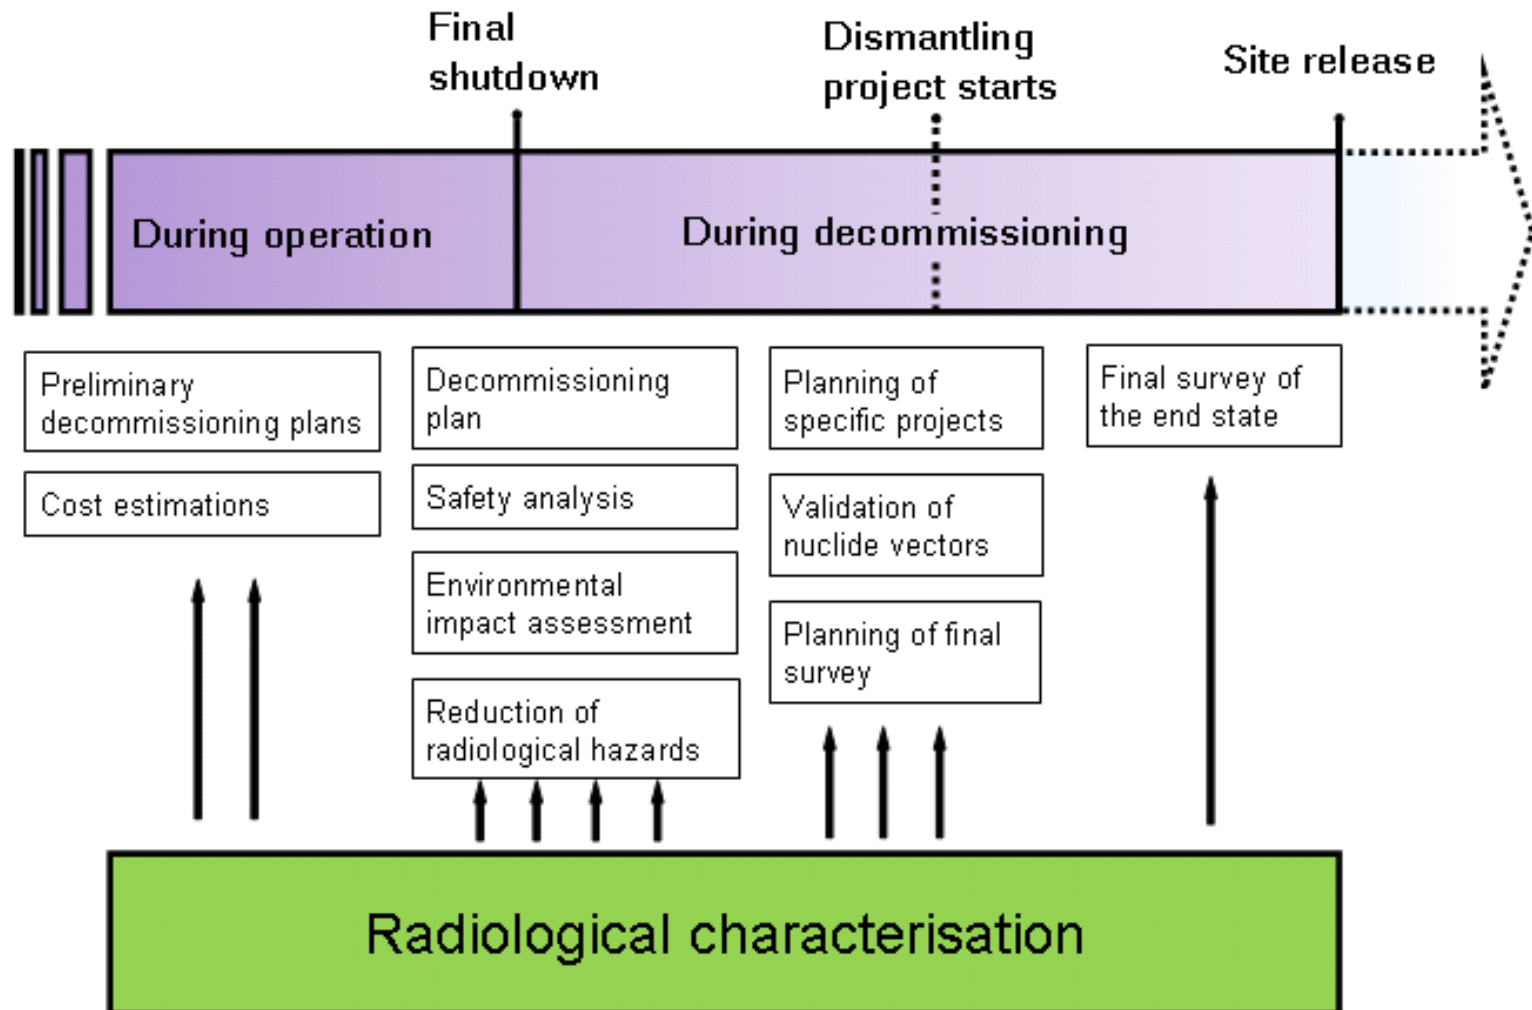 Final
shutdown
Dismantling
project starts
Site release
During operation
During decommissioning
Preliminary
decommissioning plans
Cost estimations
Decommissioning
plan
Safety analysis
Environmental
impact assessment
Reduction of
radiological hazards
Planning of
specific projects
Validation of
nuclide vectors
Planning of final
survey
Final survey of
the end state
Radiological characterisation